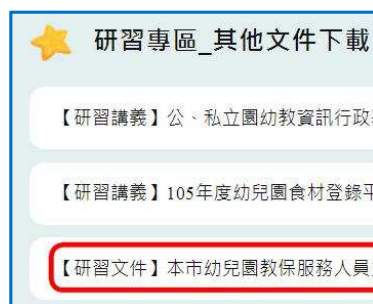 研習專區_其他文件下載
【研習講義】公、私立園幼教資訊行政
【研習講義】105年度幼兒園食材登錄平
【研習文件】本市幼兒園教保服務人員